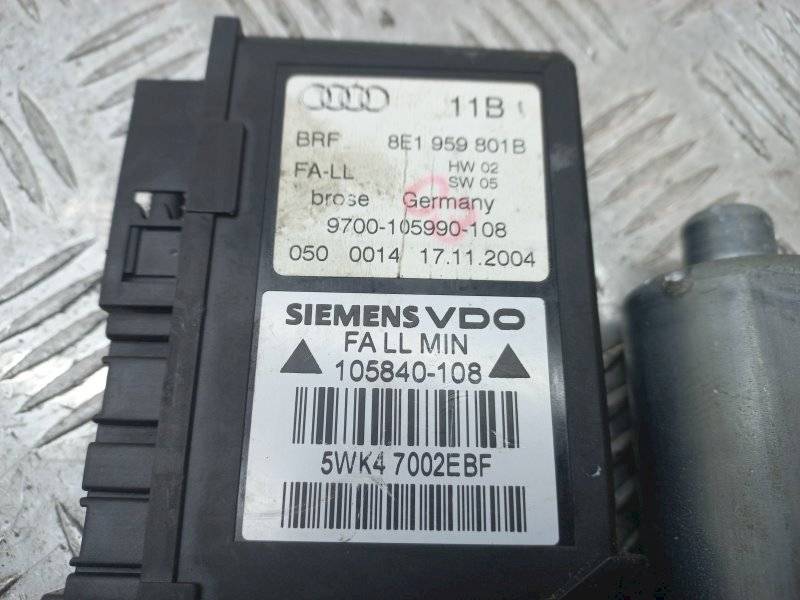 11B
BRF 8E1 959 801B
FA-LL HW 02
SW 05
brose Germany
9700-105990-108
050 0014 17.11.2004
SIEMENS VDO
FA LL MIN
105840-108
5WK4 7002EBF